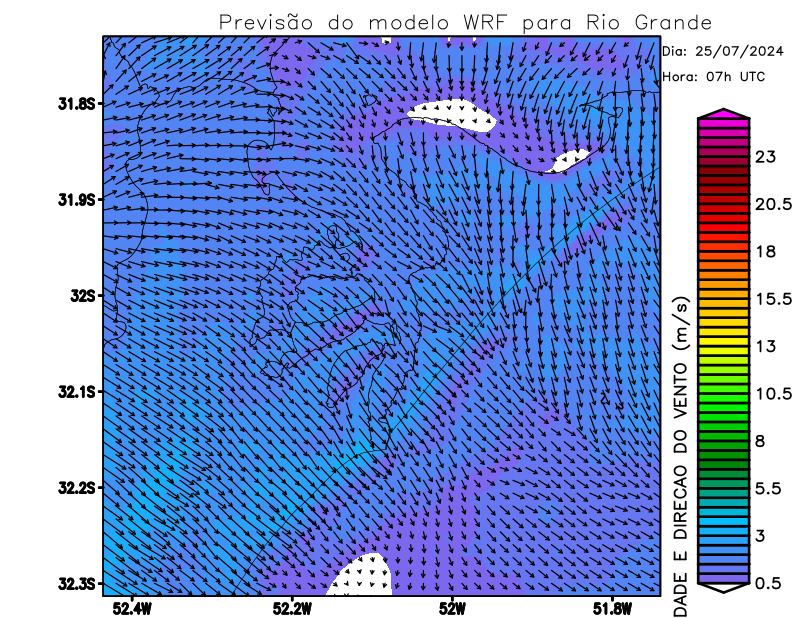 Previsão do modelo WRF para Rio Grande
Dia: 25/07/2024
Hora: 07h UTC
31.8S
31.9S
32S
32.1S
32.2S
32.3S
52.4W
52.2W
52W
51.8W
23
20.5
18
15.5
13
10.5
8
5.5
3
0.5
DADE E DIRECAO DO VENTO (m/s)